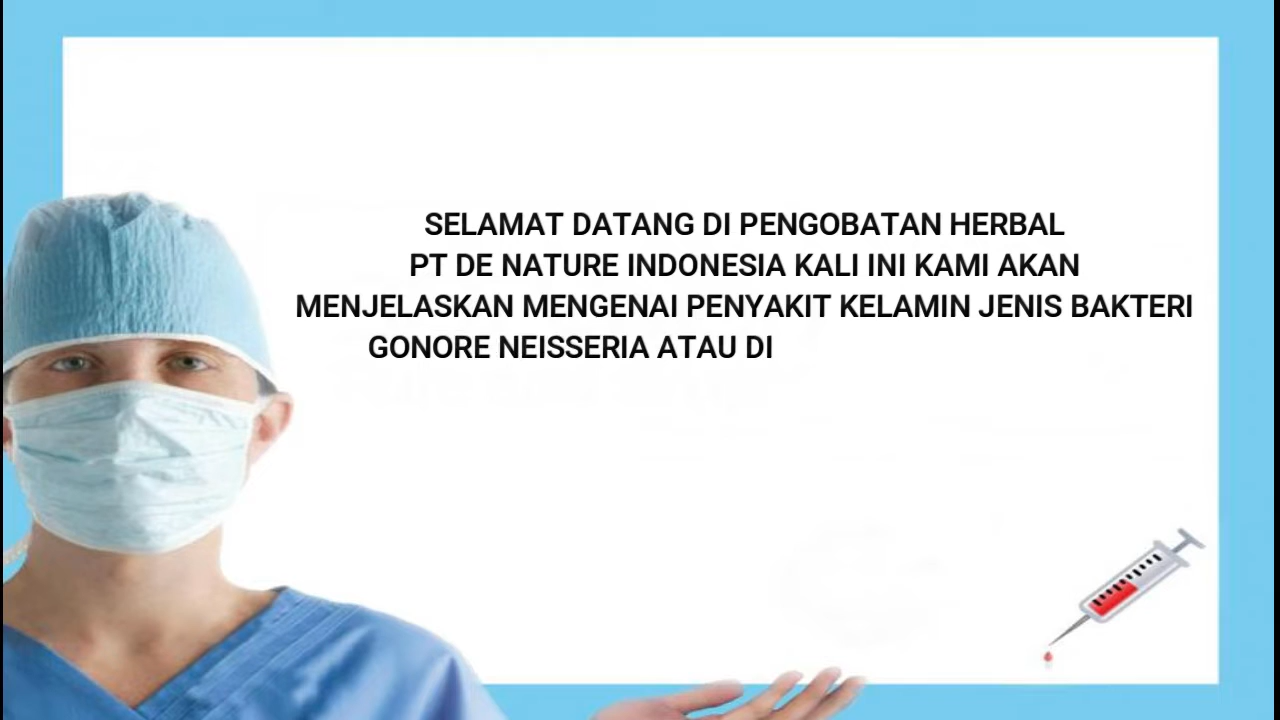 SELAMAT DATANG DI PENGOBATAN HERBAL
PT DE NATURE INDONESIA KALI INI KAMI AKAN
MENJELASKAN MENGENAI PENYAKIT KELAMIN JENIS BAKTERI
GONORE NEISSERIA ATAU DI